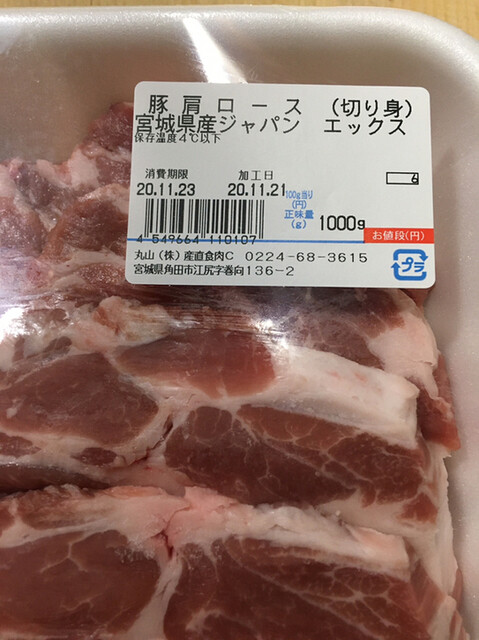 豚肩ロース (切り身)
宮城県産ジャパン エックス
保存温度4℃以下
消費期限 加工日
20.11.23 20.11.21
100g当り
(円)
正味量
(g) 1000g
4 549664 110107
お値段(円)
丸山(株)産直食肉C 0224-68-3615
宮城県角田市江尻字巻向136-2
プラ